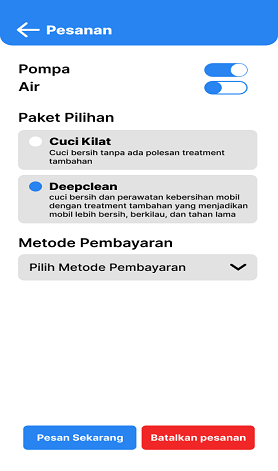 Pesanan
Pompa
Air
Paket Pilihan
Cuci Kilat
Cuci bersih tanpa ada polesan treatment
tambahan
Deepclean
cuci bersih dan perawatan kebersihan mobil
dengan treatment tambahan yang menjadikan
mobil lebih bersih, berkilau, dan tahan lama
Metode Pembayaran
Pilih Metode Pembayaran
Pesan Sekarang
Batalkan pesanan